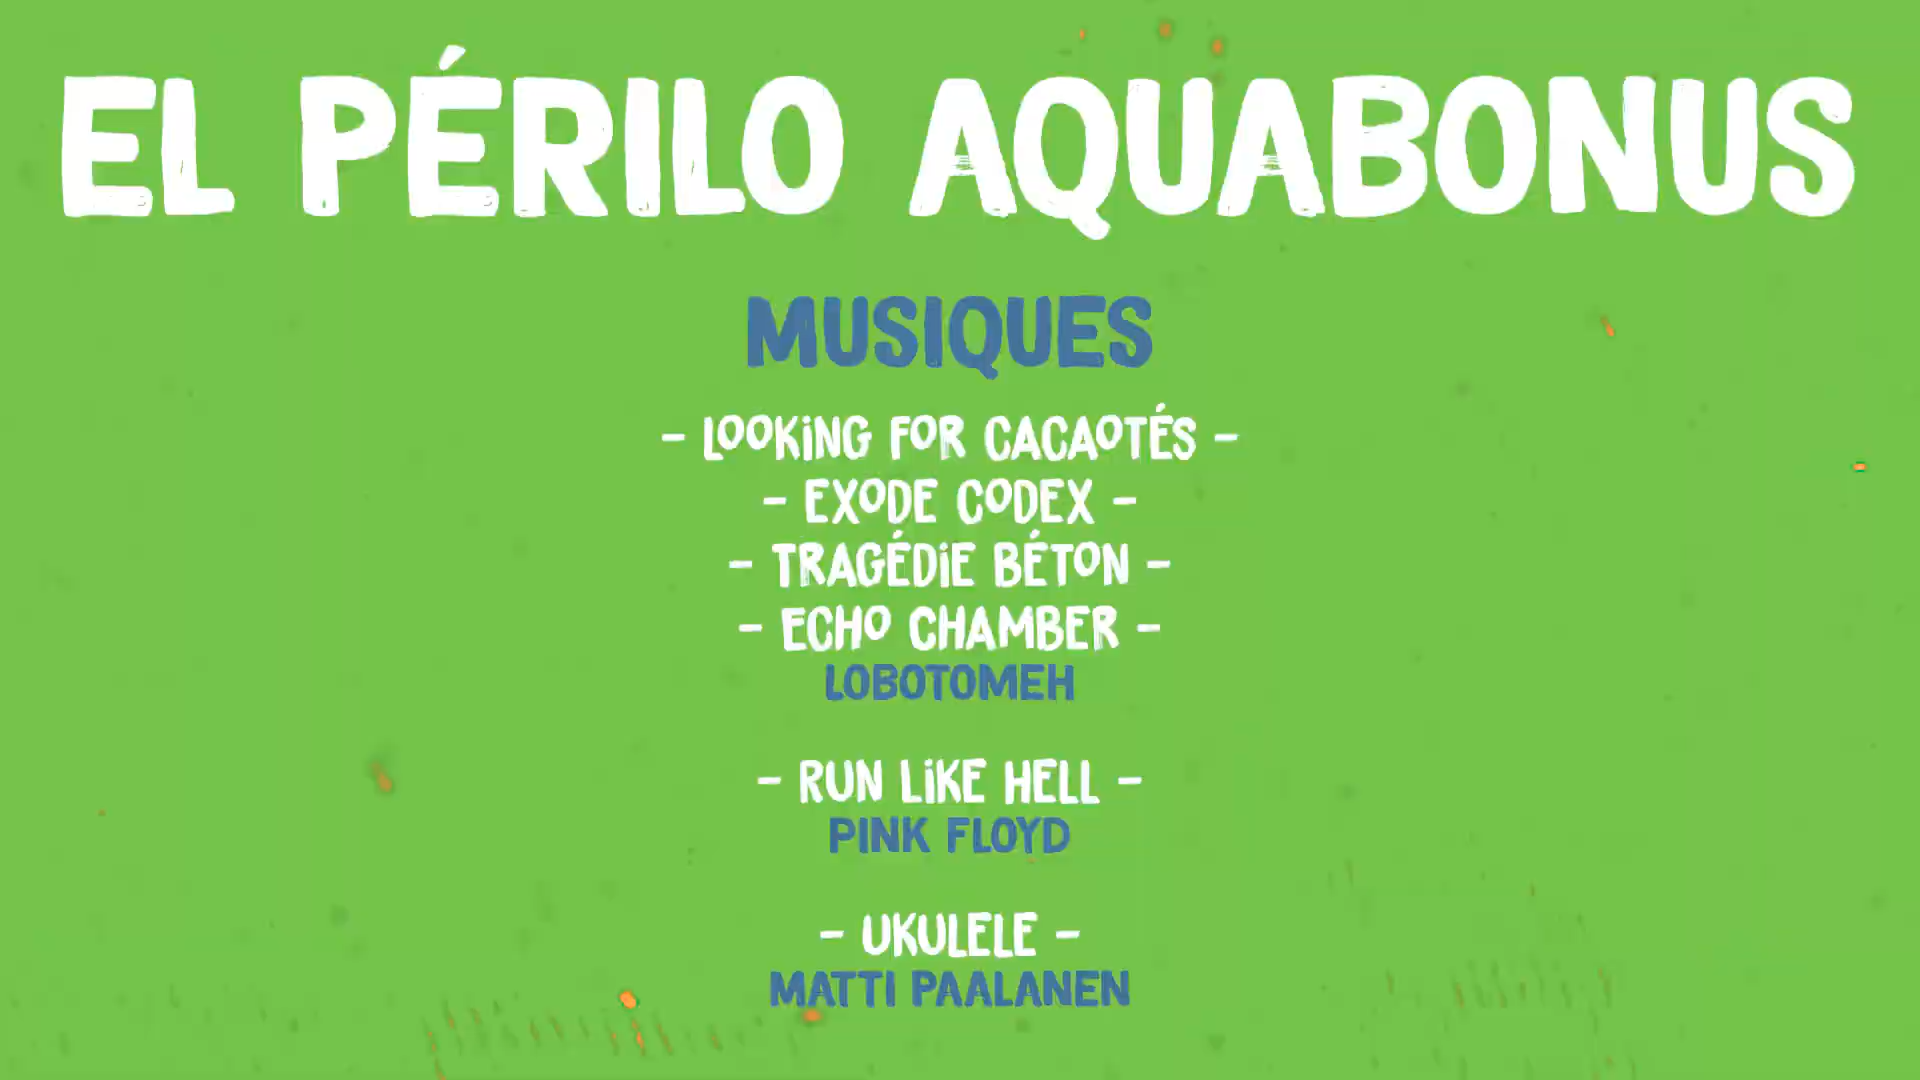 EL PÉRILO AQUABONUS
MUSIQUES
- LOOKING FOR CACAOTÉS -
- EXODE CODEX -
- TRAGÉDIE BÉTON -
- ECHO CHAMBER -
LOBOTOMEH
- RUN LIKE HELL -
PINK FLOYD
- UKULELE -
MATTI PAALANEN